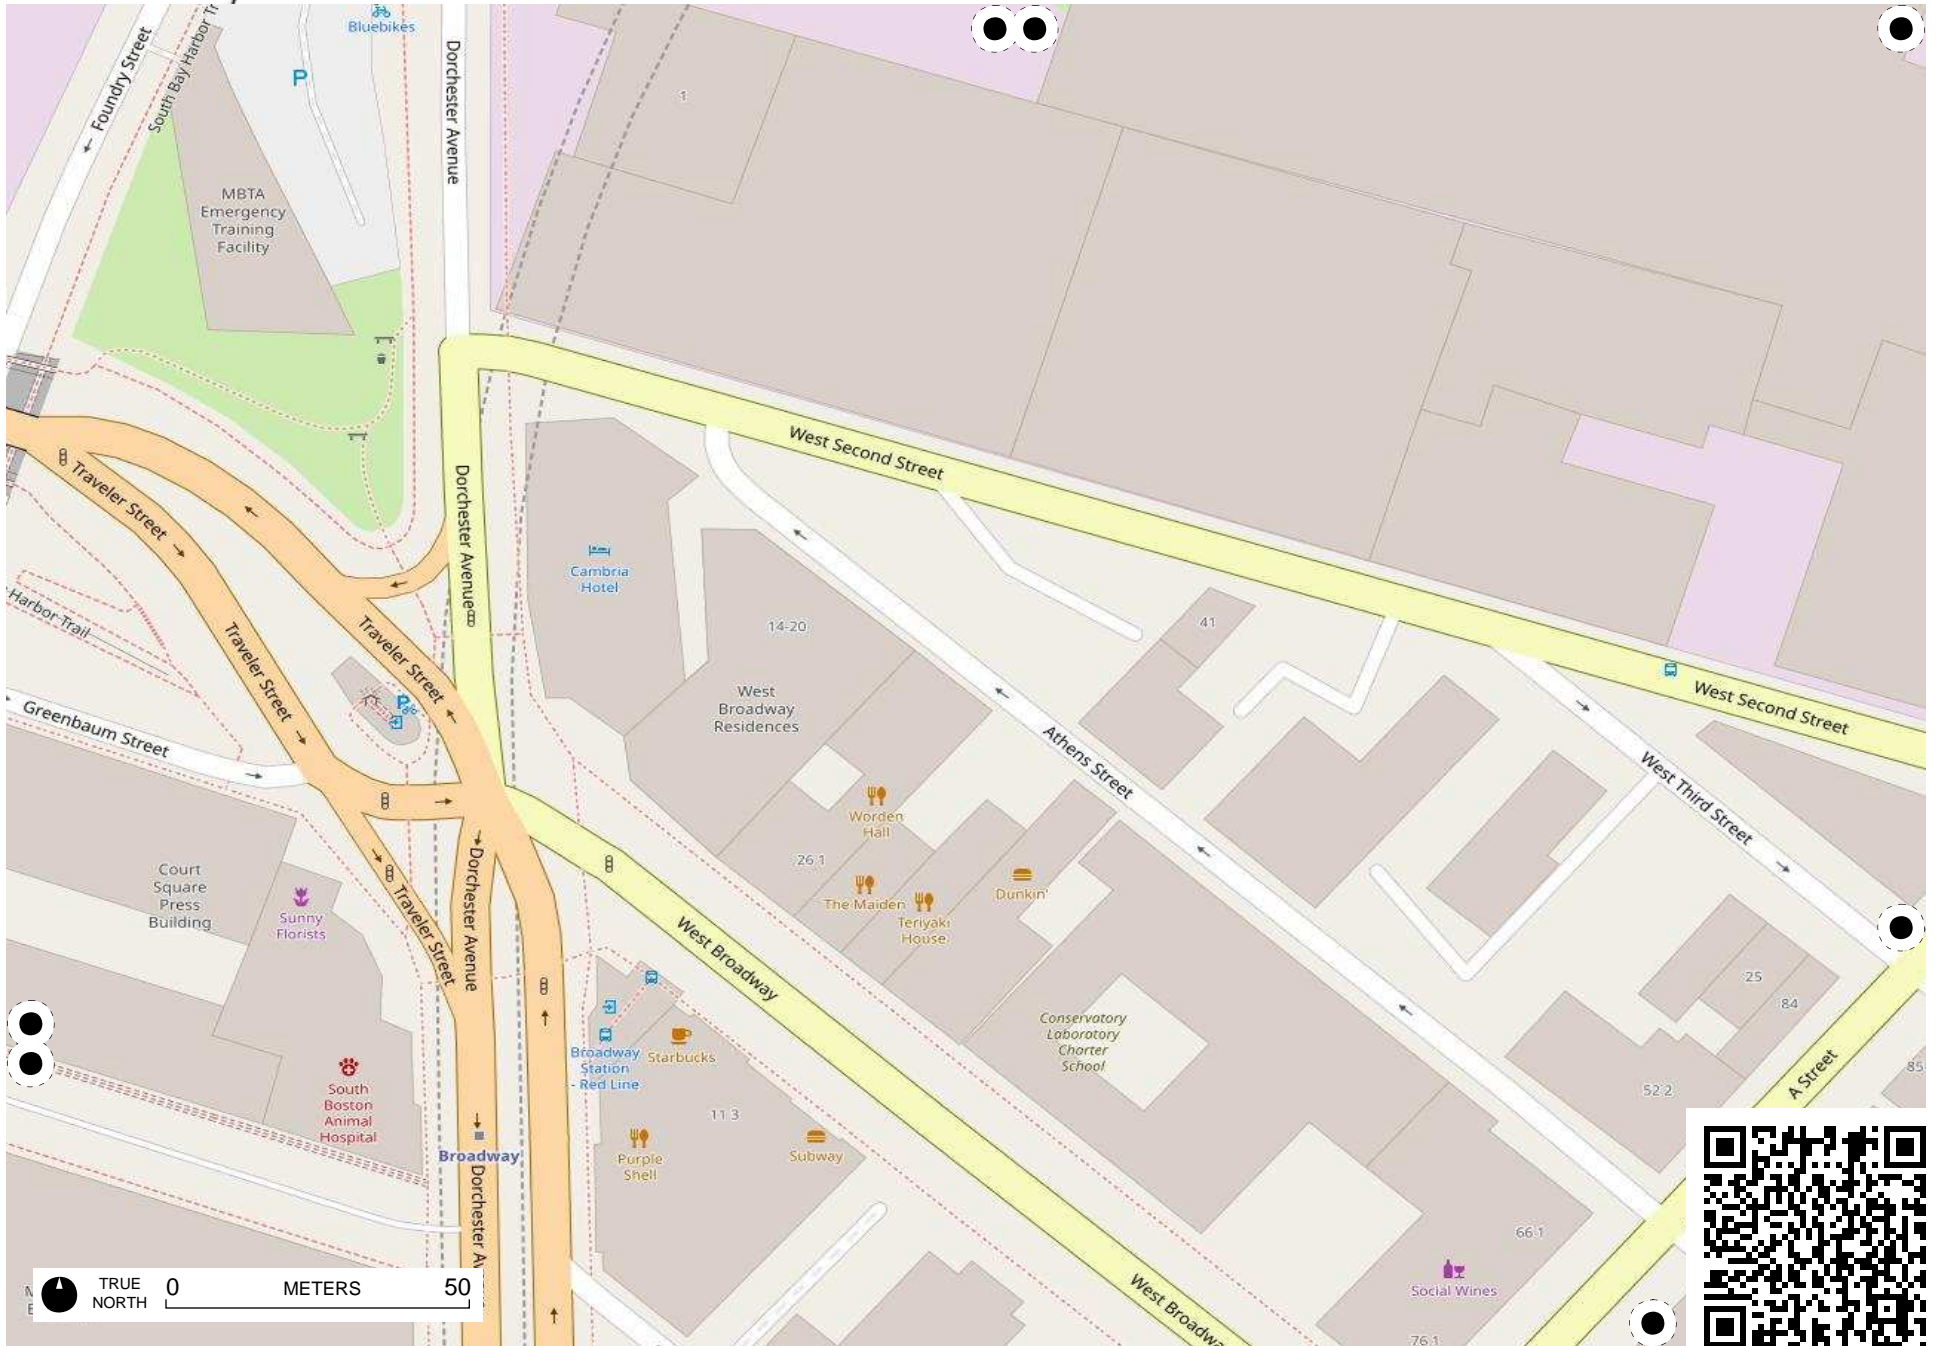 Bluebikes
Foundry Street
South Bay Harbor Tr
Dorchester Avenue
P
1
MBTA
Emergency
Training
Facility
West Second Street
Traveler Street
Dorchester Avenue
Cambria
Hotel
14-20
41
Harbor Trail
Traveler Street
Traveler Street
P
West
Broadway
Residences
West Second Street
Greenbaum Street
Athens Street
West Third Street
Worden
Hall
26 1
The Maiden
Teriyaki
House
Dunkin'
Court
Square
Press
Building
Sunny
Florists
Traveler Street
Dorchester Avenue
West Broadway
25
84
Conservatory
Laboratory
Charter
School
Broadway
Station
- Red Line
Starbucks
South
Boston
Animal
Hospital
11 3
52 2
A Street
85
Broadway
Purple
Shell
Subway
Dorchester Av
66 1
Social Wines
West Broadwa
76 1
TRUE
NORTH
0 METERS 50